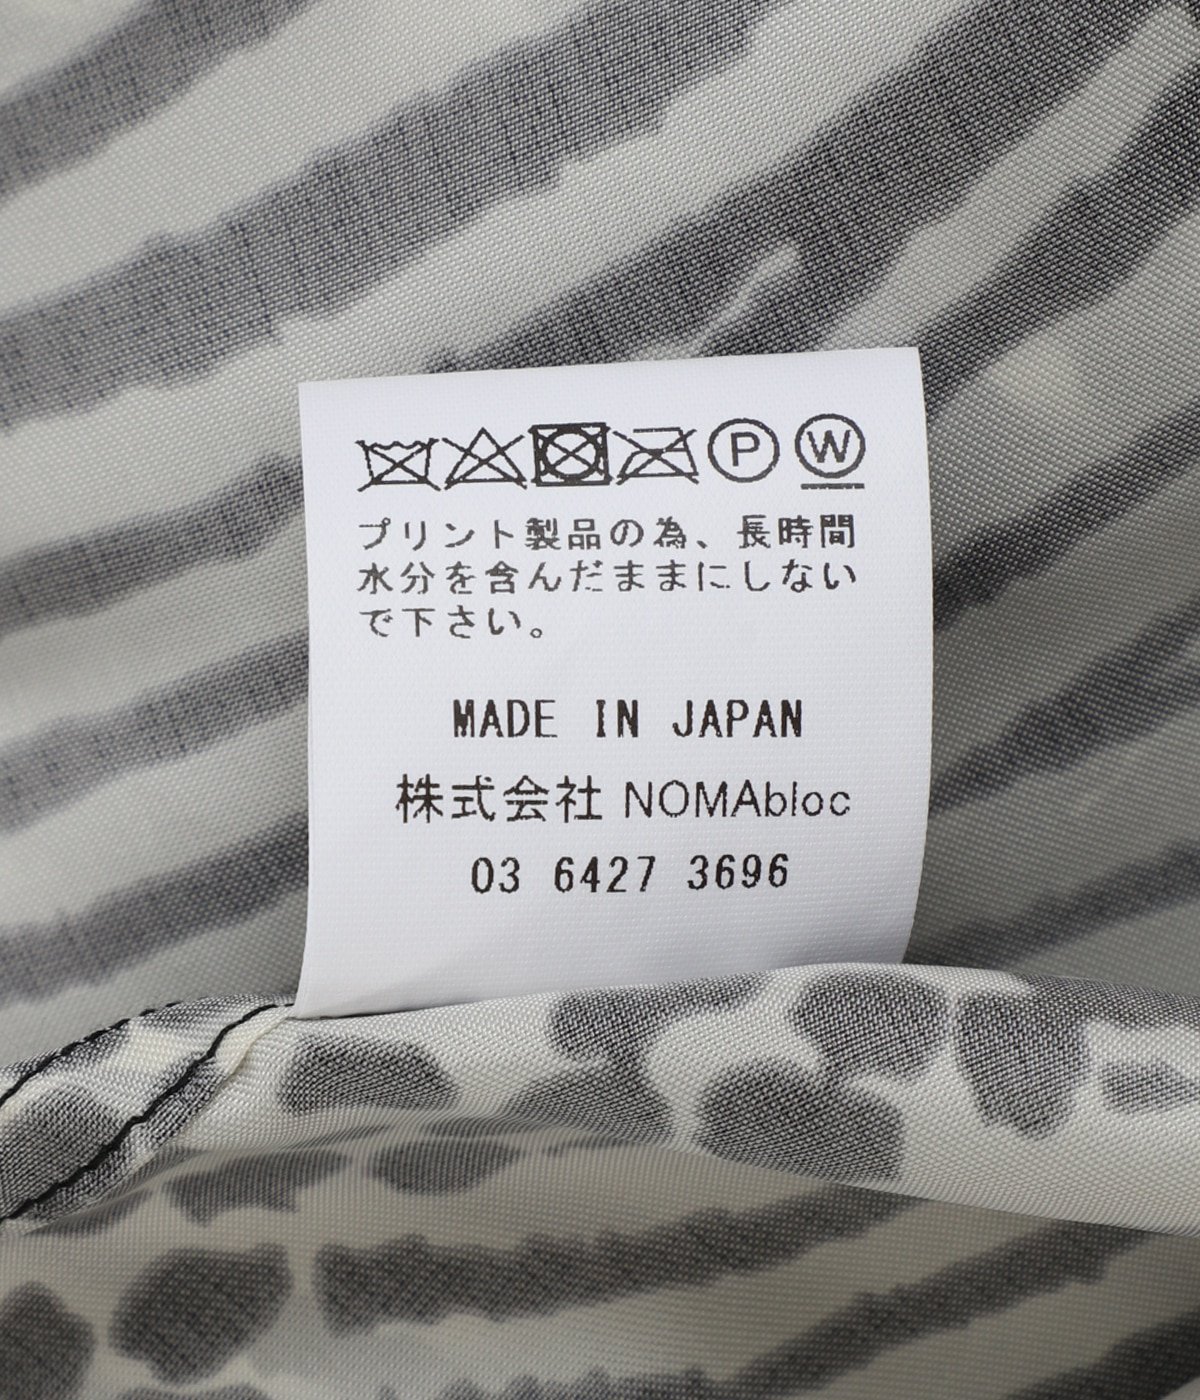 P W
プリント製品の為、長時間
水分を含んだままにしない
で下さい。
MADE IN JAPAN
株式会社 NOMAbloc
03 6427 3696